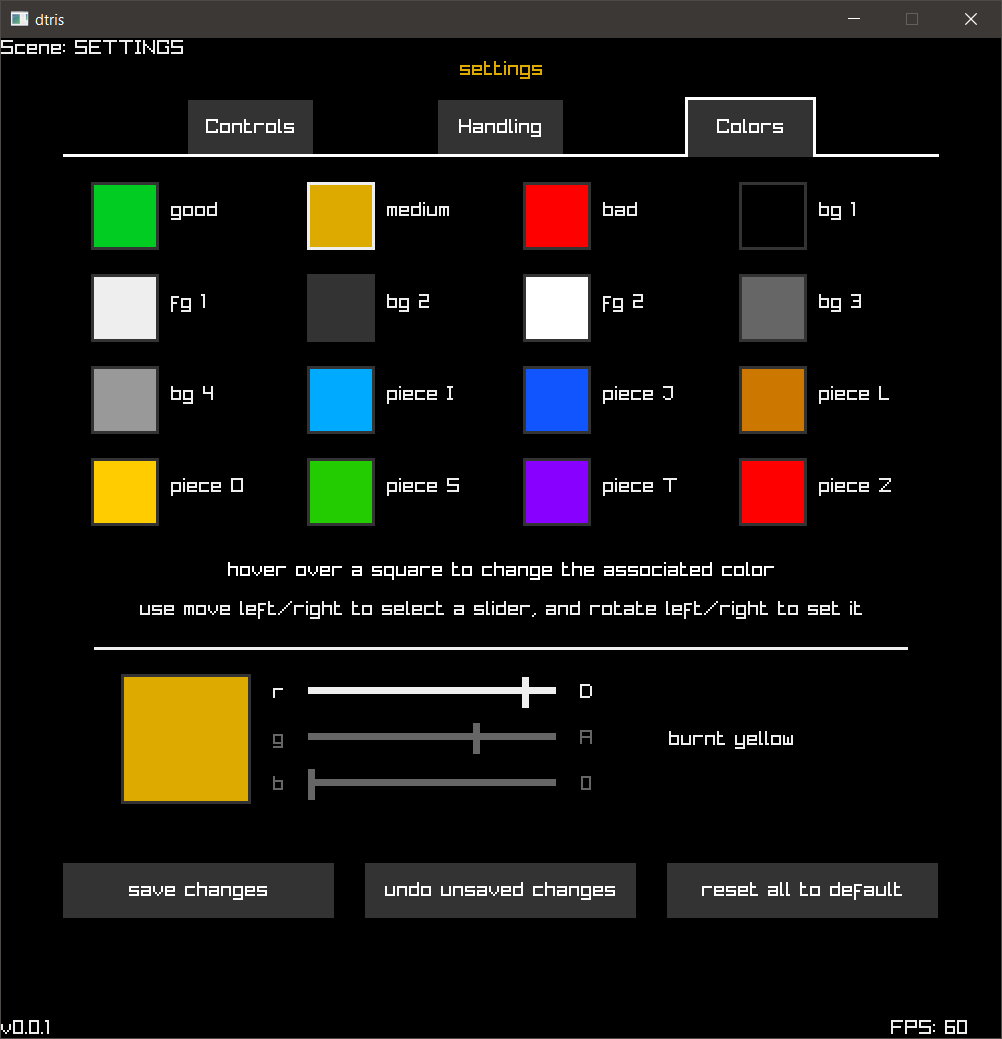 dtris
Scene: SETTINGS
settings
Controls Handling Colors
good medium bad bg 1
fg 1 bg 2 fg 2 bg 3
bg 4 piece I piece J piece L
piece O piece S piece T piece Z
hover over a square to change the associated color
use move left/right to select a slider, and rotate left/right to set it
r D
g A burnt yellow
b 0
save changes undo unsaved changes reset all to default
v0.0.1 FPS: 60